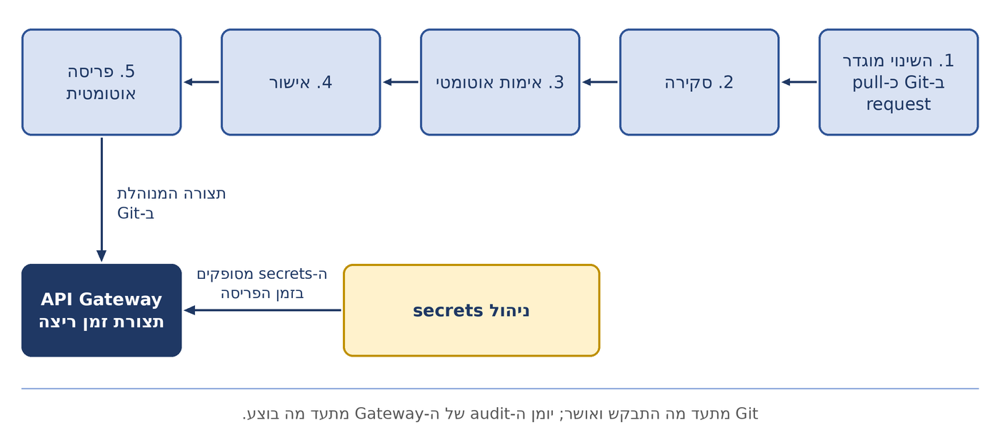 1. השינוי מוגדר
ב-Git כ-pull
request
2. סקירה
3. אימות אוטומטי
4. אישור
5. פריסה
אוטומטית
תצורה המנוהלת
ב-Git
API Gateway
תצורת זמן ריצה
ה-secrets מסופקים
בזמן הפריסה
ניהול secrets
Git מתעד מה התבקש ואושר; יומן ה-audit של ה-Gateway מתעד מה בוצע.